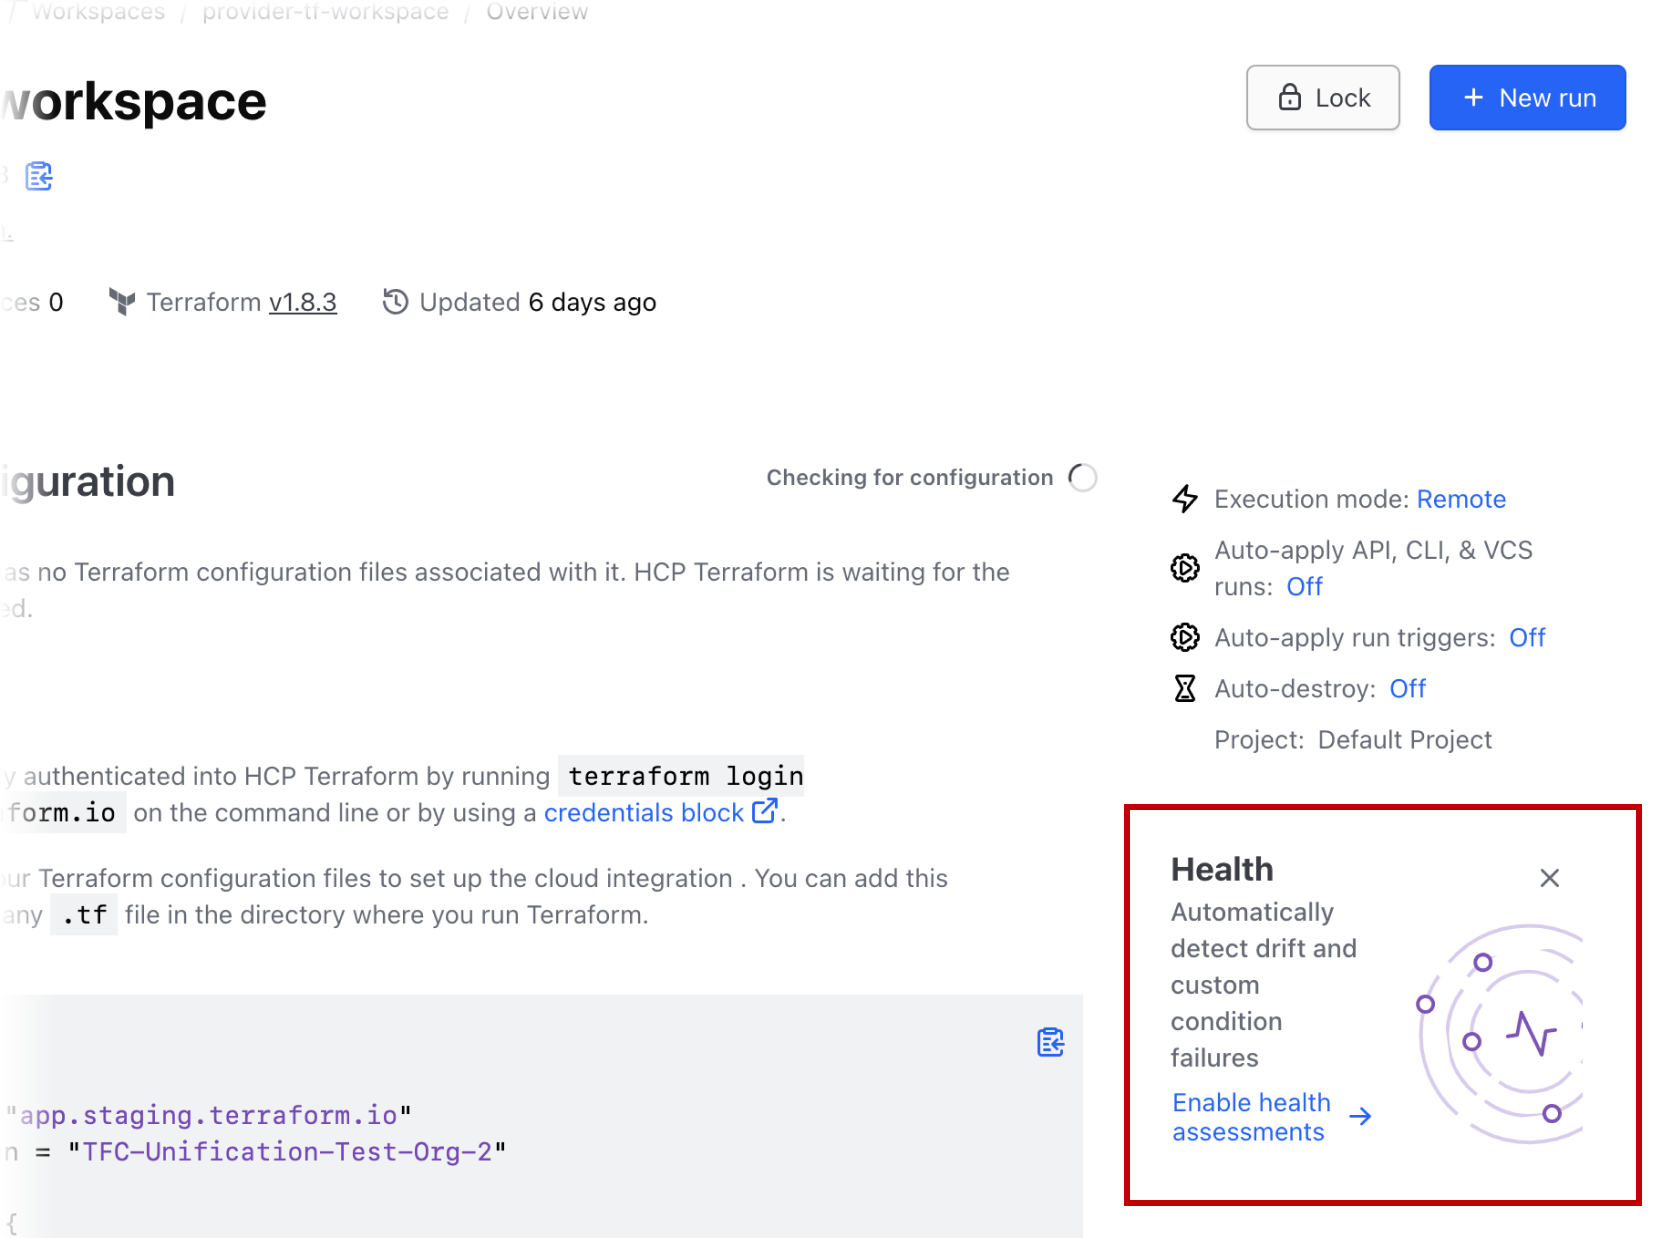 / Workspaces / provider-tf-workspace / Overview
workspace
Lock
+ New run
0
Terraform v1.8.3
Updated 6 days ago
iguration
Checking for configuration
as no Terraform configuration files associated with it. HCP Terraform is waiting for the
ed.
y authenticated into HCP Terraform by running terraform login
form.io on the command line or by using a credentials block.
our Terraform configuration files to set up the cloud integration . You can add this
any .tf file in the directory where you run Terraform.
"app.staging.terraform.io"
n = "TFC-Unification-Test-Org-2"
{
Execution mode: Remote
Auto-apply API, CLI, & VCS
runs: Off
Auto-apply run triggers: Off
Auto-destroy: Off
Project: Default Project
Health
Automatically
detect drift and
custom
condition
failures
Enable health
assessments